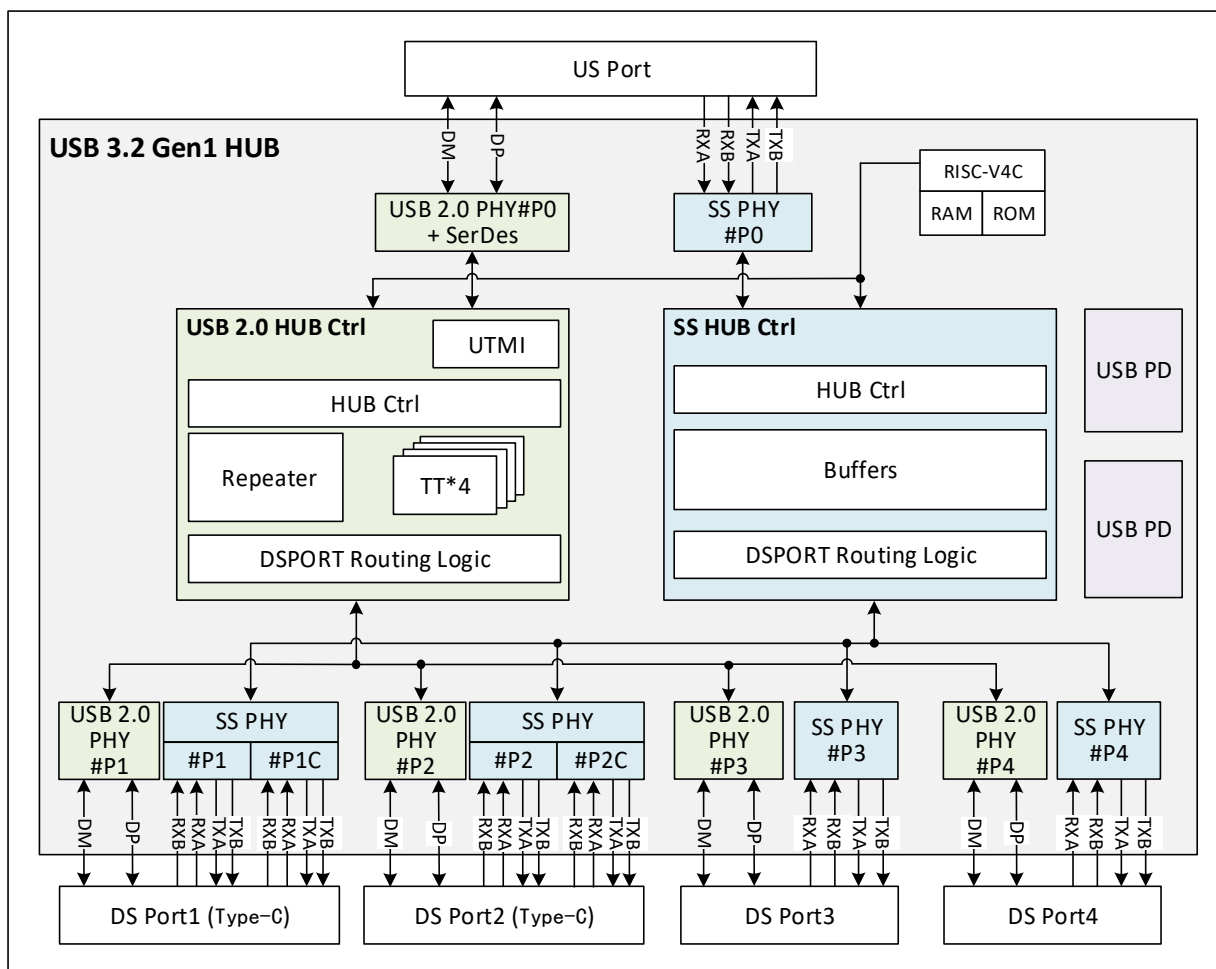 US Port
DM
DP
RXA
RXB
TXA
TXB
USB 3.2 Gen1 HUB
RISC-V4C
RAM
ROM
USB 2.0 PHY#P0
+ SerDes
SS PHY
#P0
USB 2.0 HUB Ctrl
UTMI
HUB Ctrl
Repeater
TT*4
DSPORT Routing Logic
SS HUB Ctrl
HUB Ctrl
Buffers
DSPORT Routing Logic
USB PD
USB PD
USB 2.0
PHY
#P1
SS PHY
#P1
#P1C
USB 2.0
PHY
#P2
SS PHY
#P2
#P2C
USB 2.0
PHY
#P3
SS PHY
#P3
USB 2.0
PHY
#P4
SS PHY
#P4
DM
DP
RXB
RXA
TXA
TXB
RXB
RXA
TXA
TXB
DM
DP
RXB
RXA
TXA
TXB
RXB
RXA
TXA
TXB
DM
DP
RXA
RXB
TXA
TXB
DM
DP
RXA
RXB
TXA
TXB
DS Port1 (Type-C)
DS Port2 (Type-C)
DS Port3
DS Port4